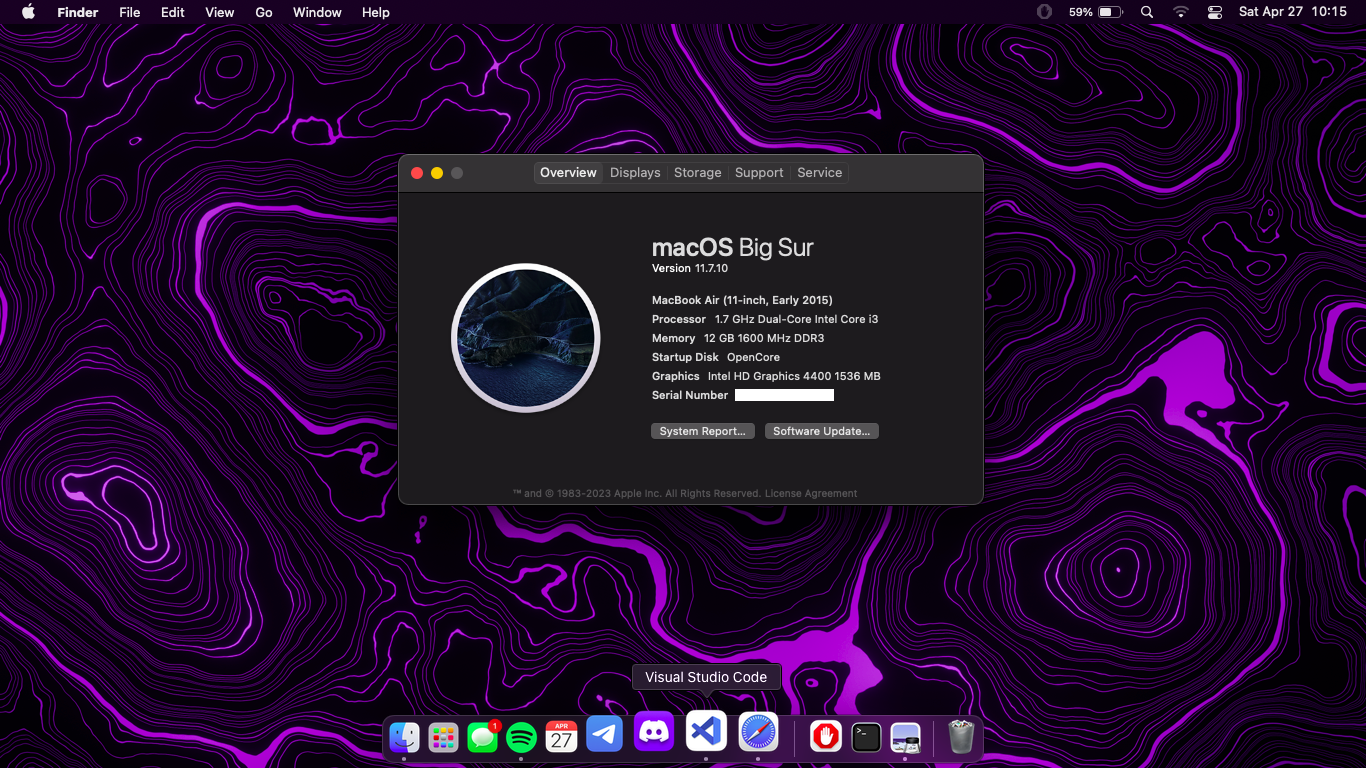 Finder File Edit View Go Window Help 59% Sat Apr 27 10:15
Overview Displays Storage Support Service
macOS Big Sur
Version 11.7.10
MacBook Air (11-inch, Early 2015)
Processor 1.7 GHz Dual-Core Intel Core i3
Memory 12 GB 1600 MHz DDR3
Startup Disk OpenCore
Graphics Intel HD Graphics 4400 1536 MB
Serial Number
System Report... Software Update...
™ and © 1983-2023 Apple Inc. All Rights Reserved. License Agreement
Visual Studio Code
1
APR
27
>_